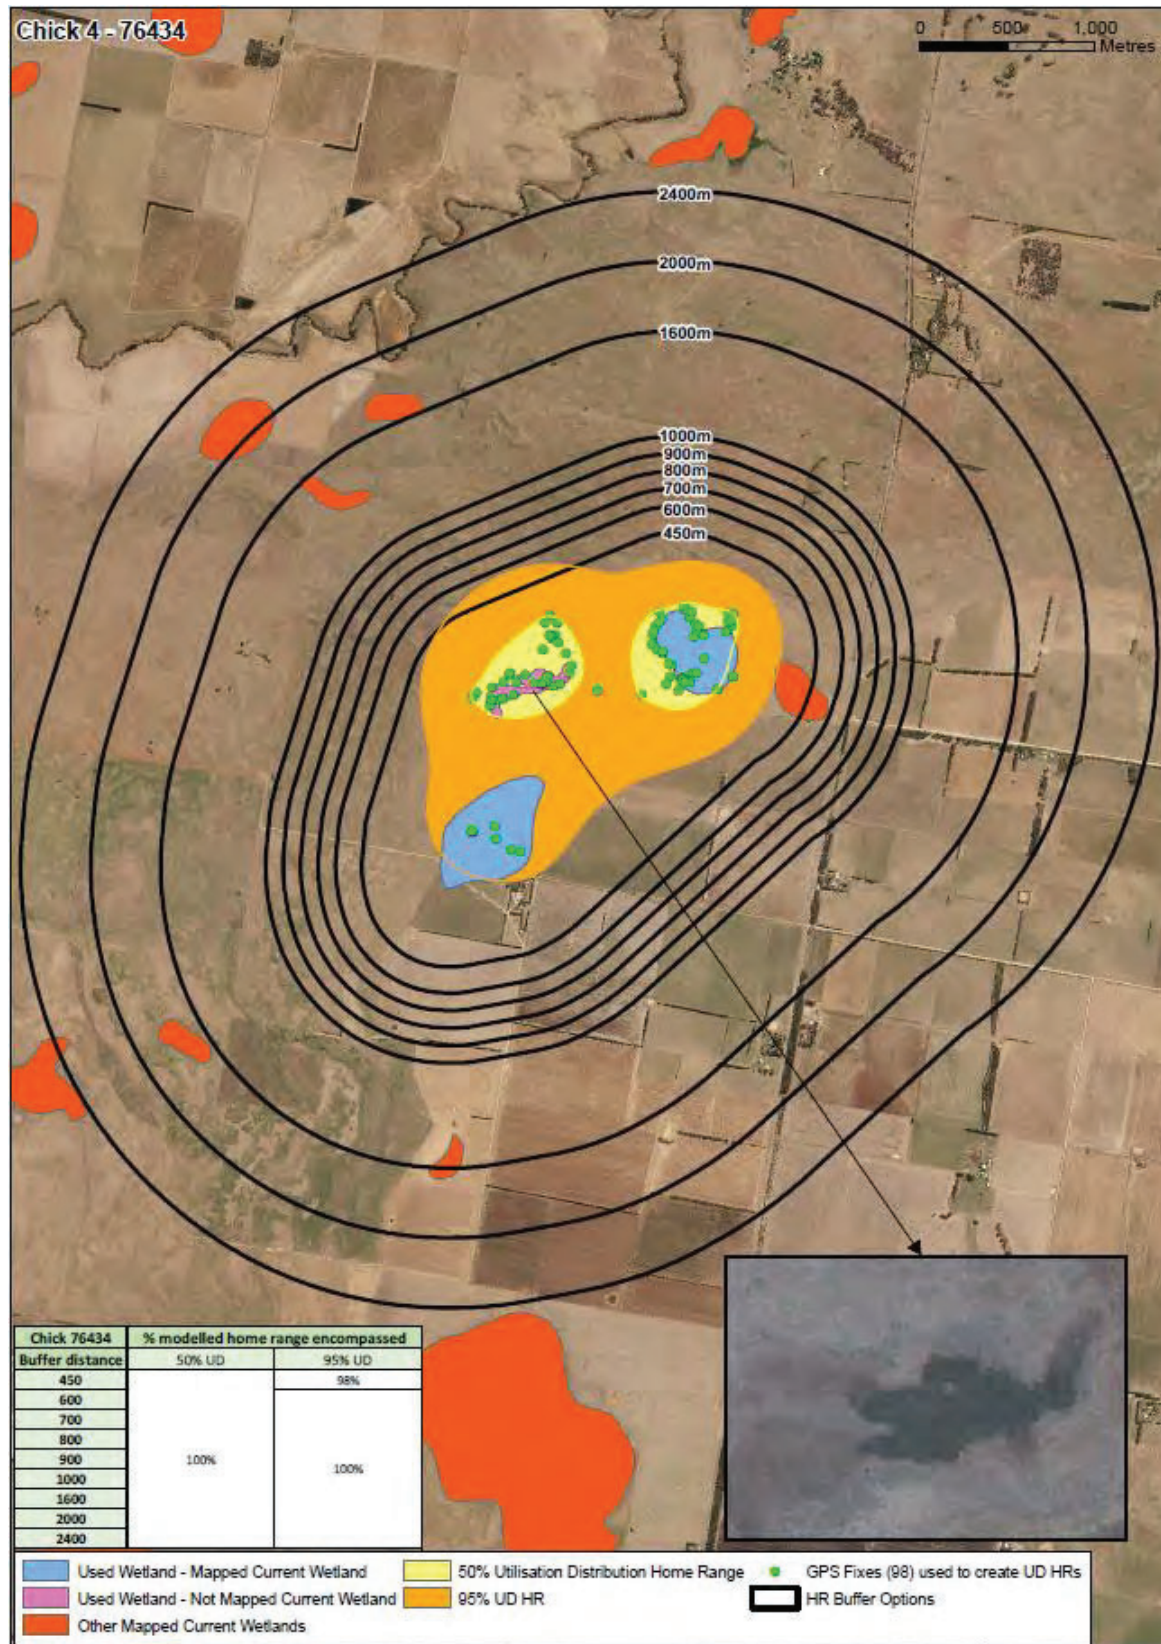 Chick 4 - 76434
0 500 1,000
Metres
2400m
2000m
1600m
1000m
900m
800m
700m
600m
450m
Chick 76434 % modelled home range encompassed
Buffer distance 50% UD 95% UD
450 98%
600
700
800
900 100% 100%
1000
1600
2000
2400
Used Wetland - Mapped Current Wetland 50% Utilisation Distribution Home Range GPS Fixes (98) used to create UD HRs
Used Wetland - Not Mapped Current Wetland 95% UD HR HR Buffer Options
Other Mapped Current Wetlands